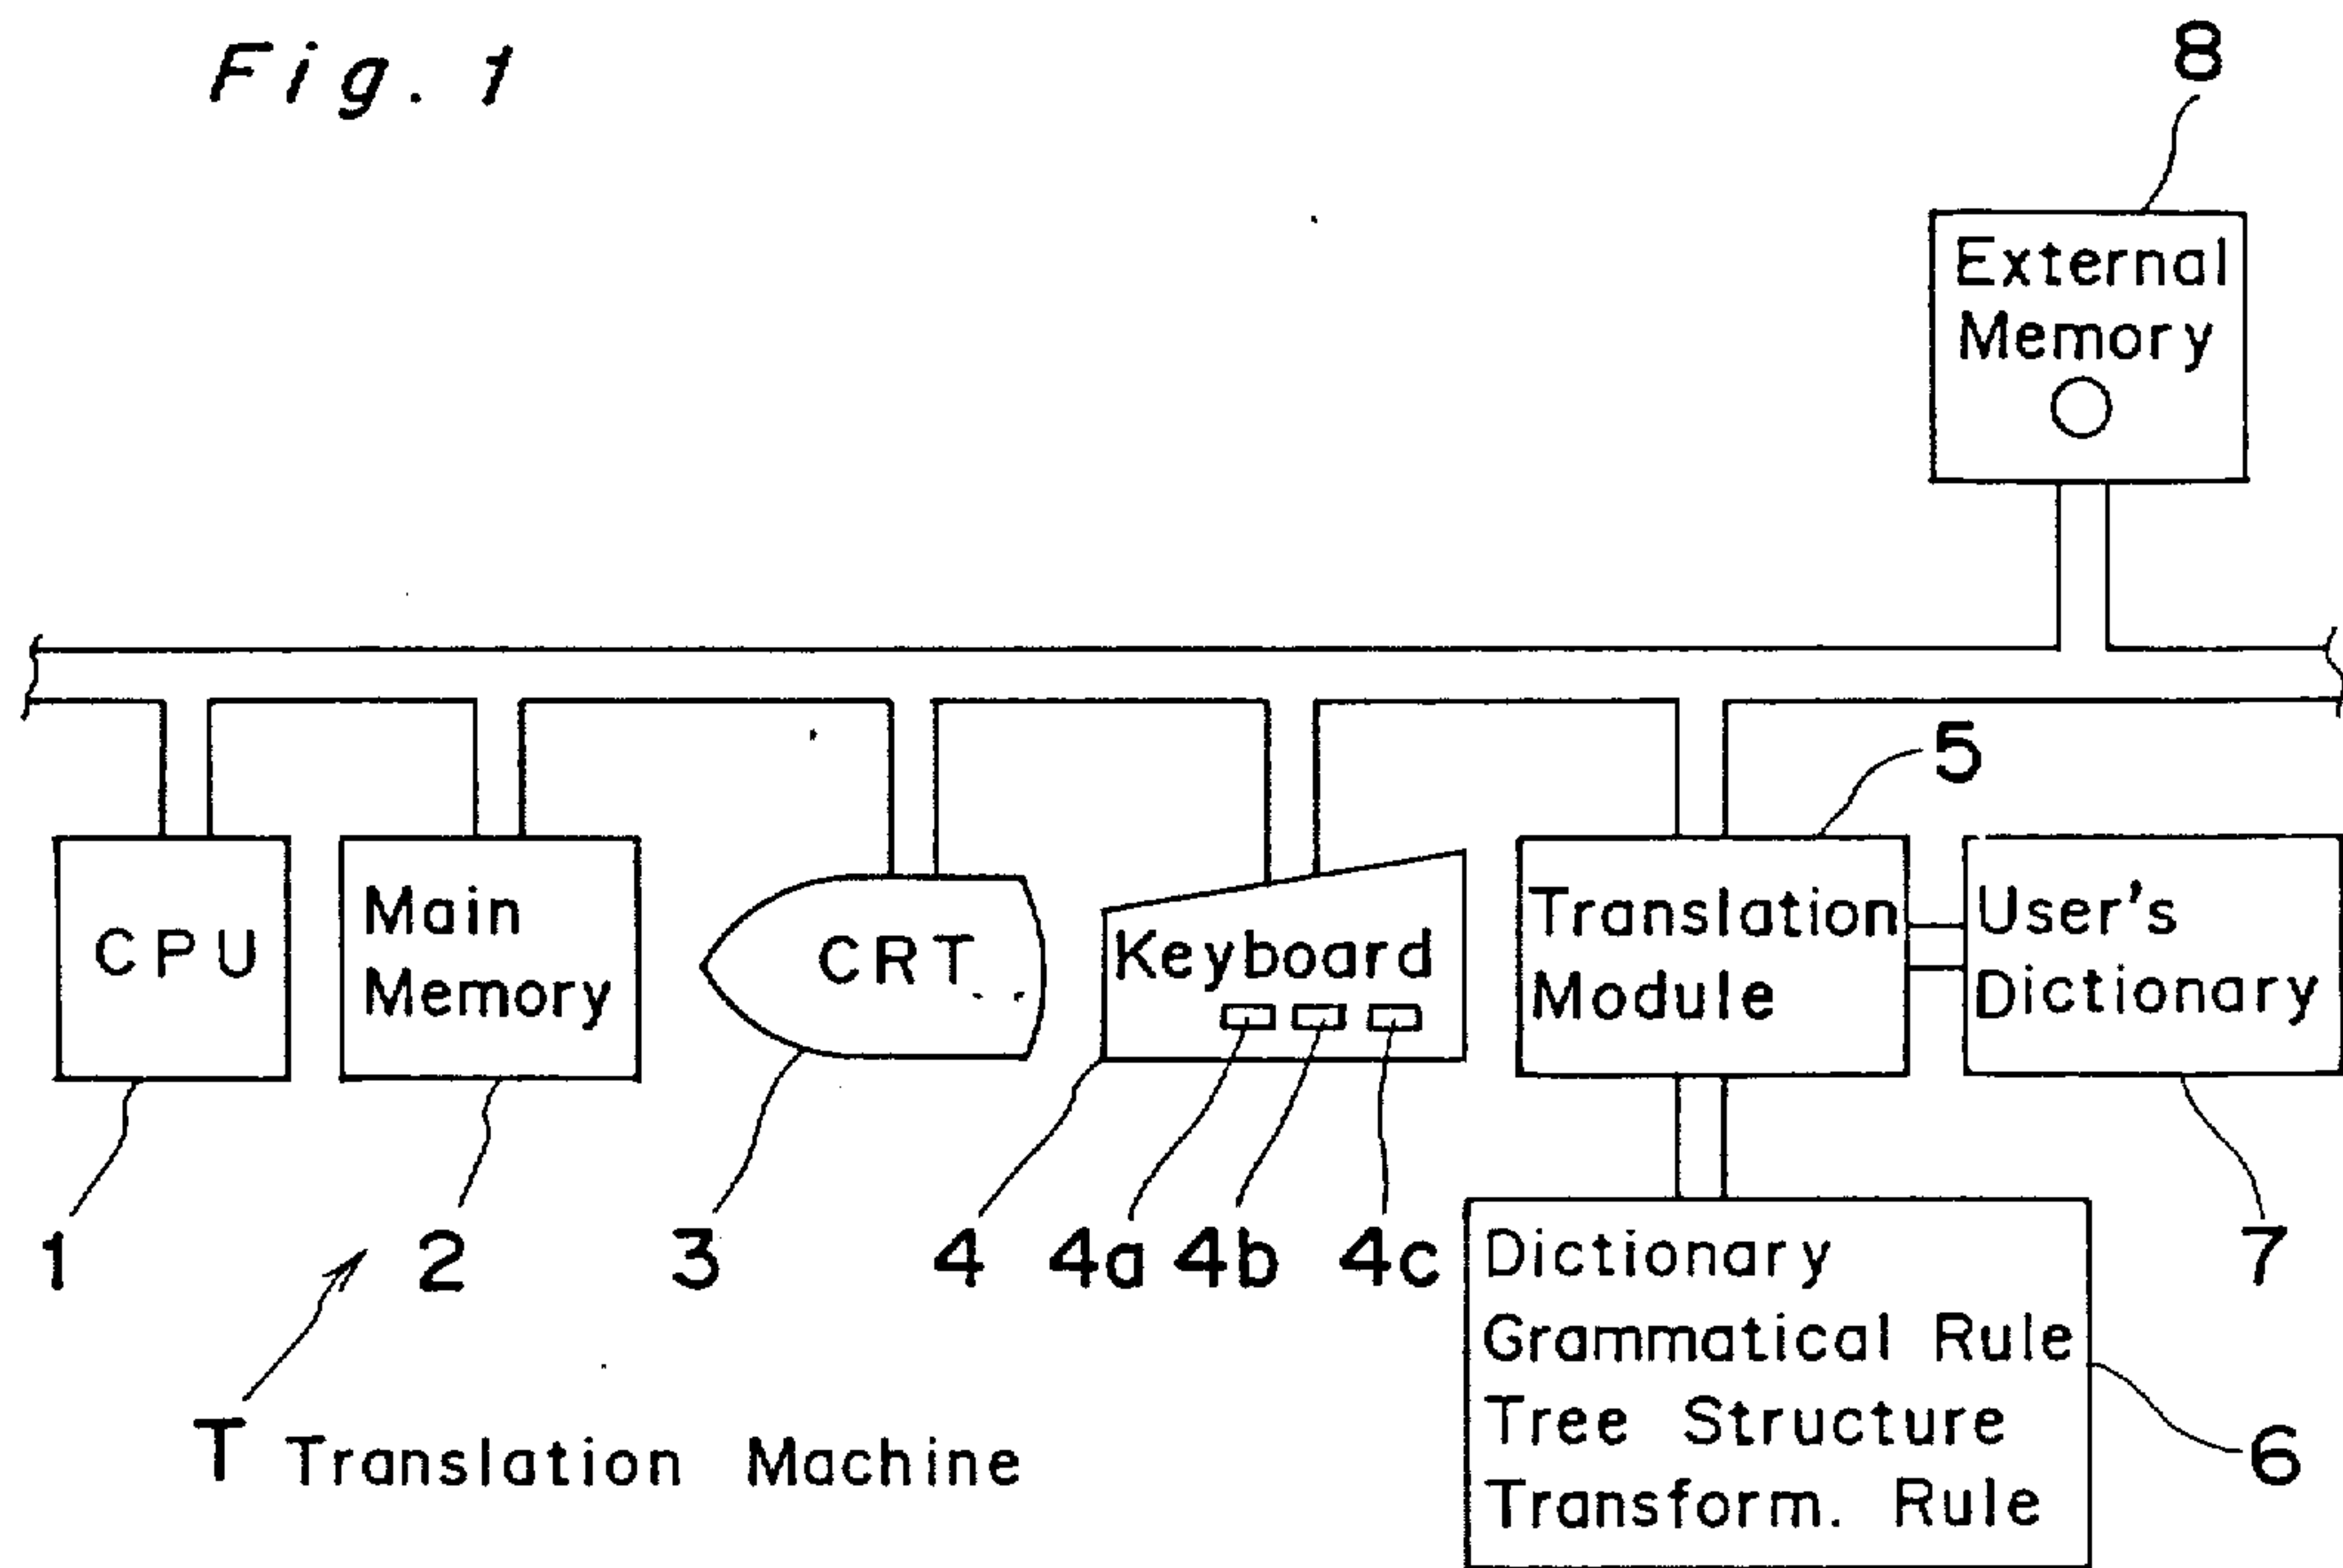 Fig. 1
8
External
Memory
5
CPU
Main
Memory
CRT
Keyboard
Translation
Module
User's
Dictionary
1
2
3
4
4a
4b
4c
7
Dictionary
Grammatical Rule
Tree Structure
Transform. Rule
6
T Translation Machine